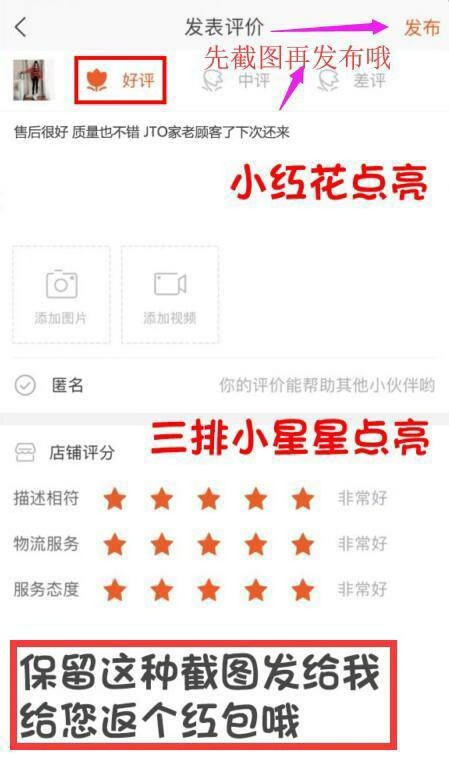 发表评价
发布
先截图再发布哦
好评
中评
差评
售后很好 质量也不错 JTO家老顾客了下次还来
小红花点亮
添加图片
添加视频
匿名
你的评价能帮助其他小伙伴哟
三排小星星点亮
店铺评分
描述相符
非常好
物流服务
非常好
服务态度
非常好
保留这种截图发给我
给您返个红包哦